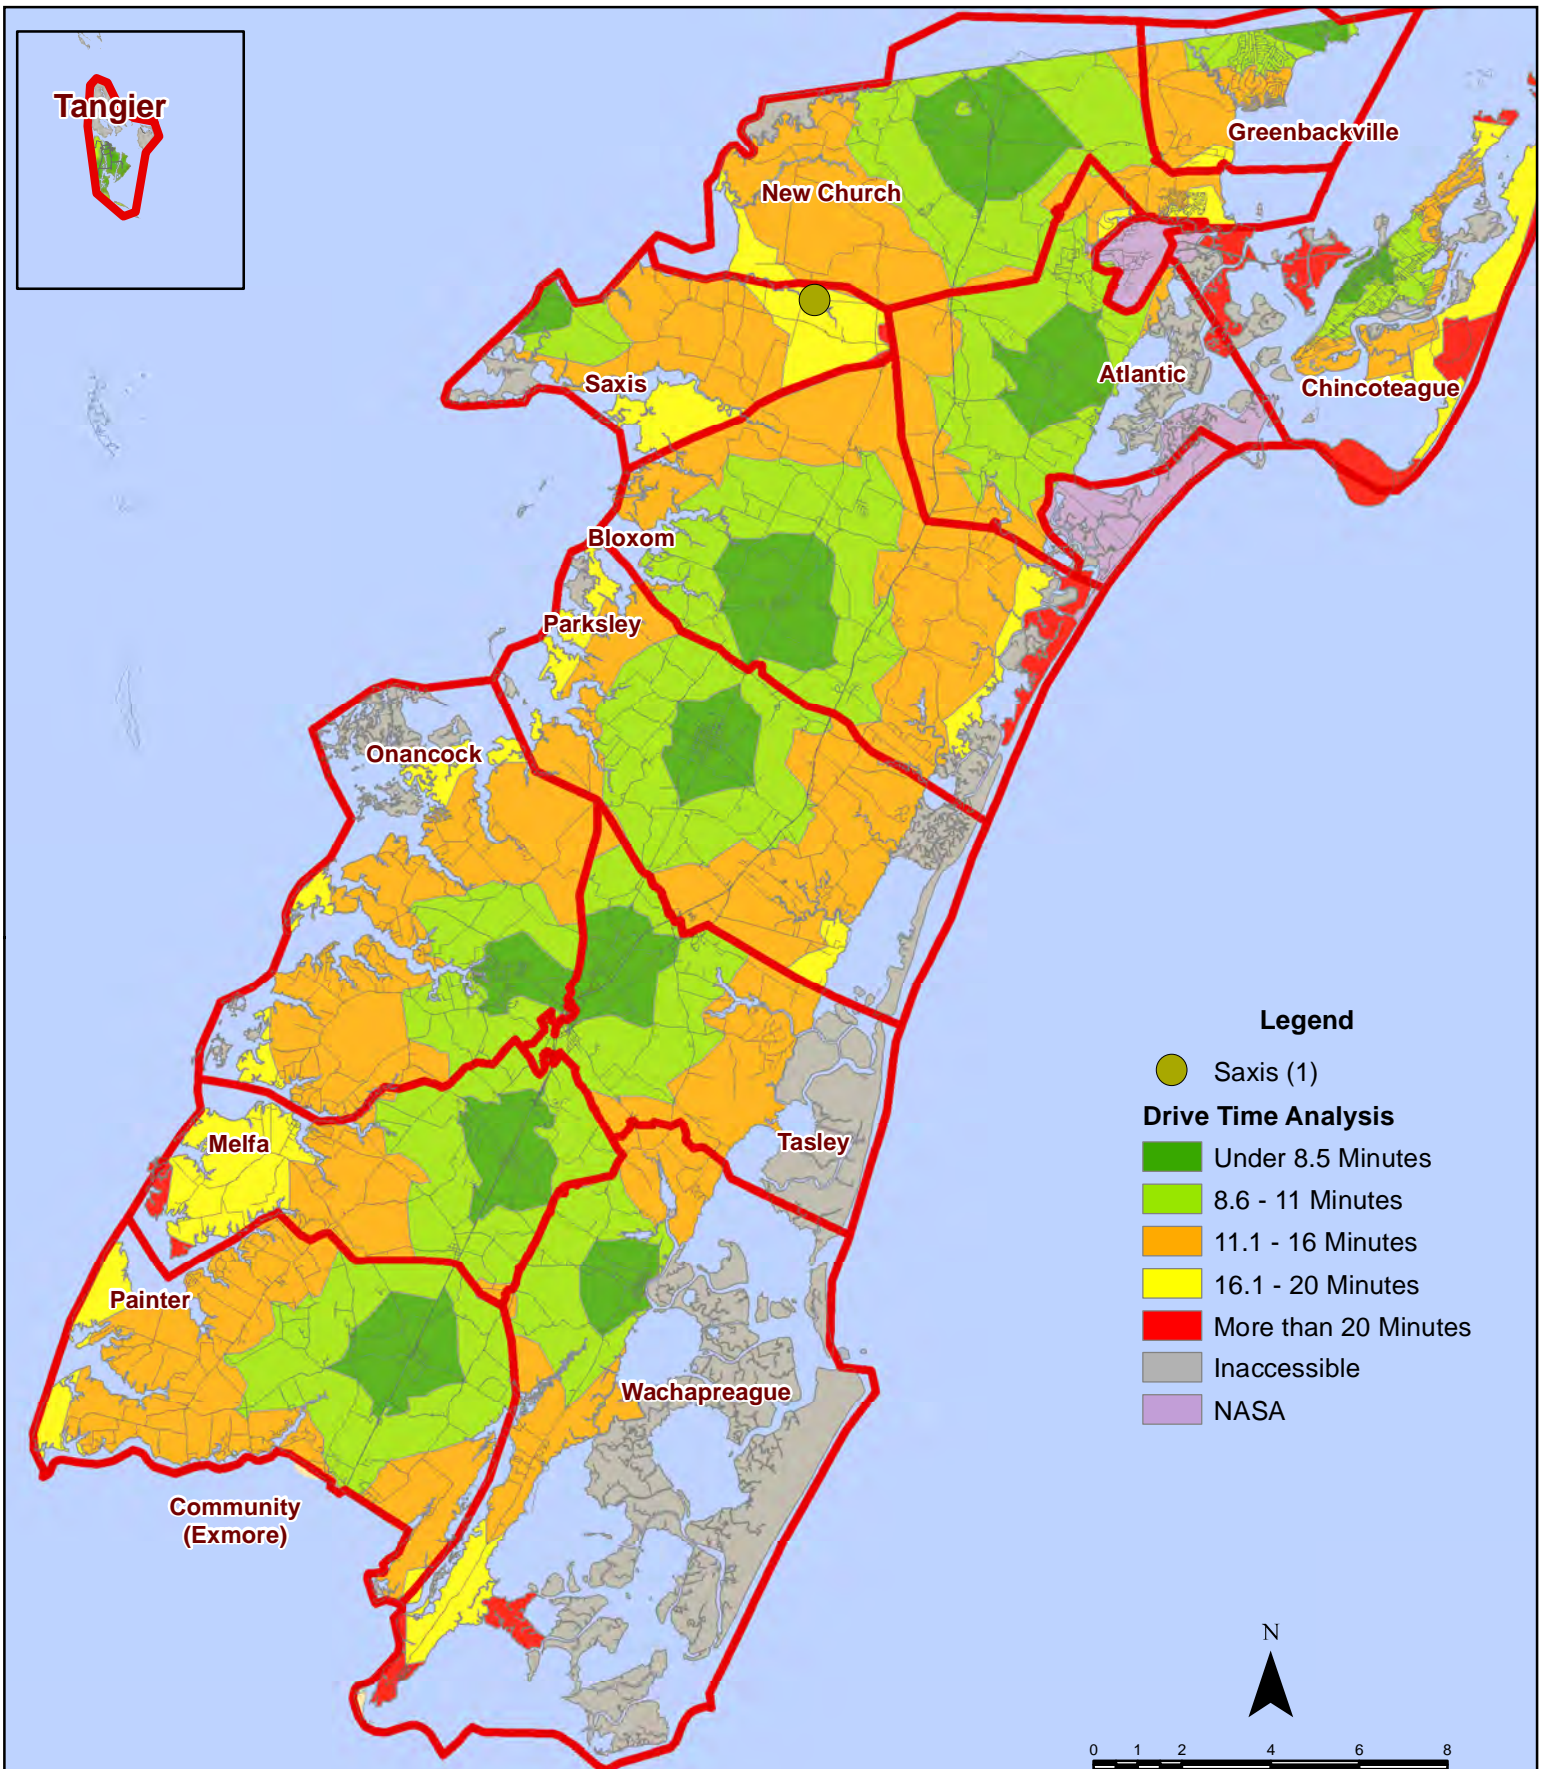 Tangier
Greenbackville
New Church
Atlantic
Saxis
Chincoteague
Bloxom
Parksley
Onancock
Melfa
Tasley
Painter
Wachapreague
Community
(Exmore)
Legend
Saxis (1)
Drive Time Analysis
Under 8.5 Minutes
8.6 - 11 Minutes
11.1 - 16 Minutes
16.1 - 20 Minutes
More than 20 Minutes
Inaccessible
NASA
N
0 1 2 4 6 8